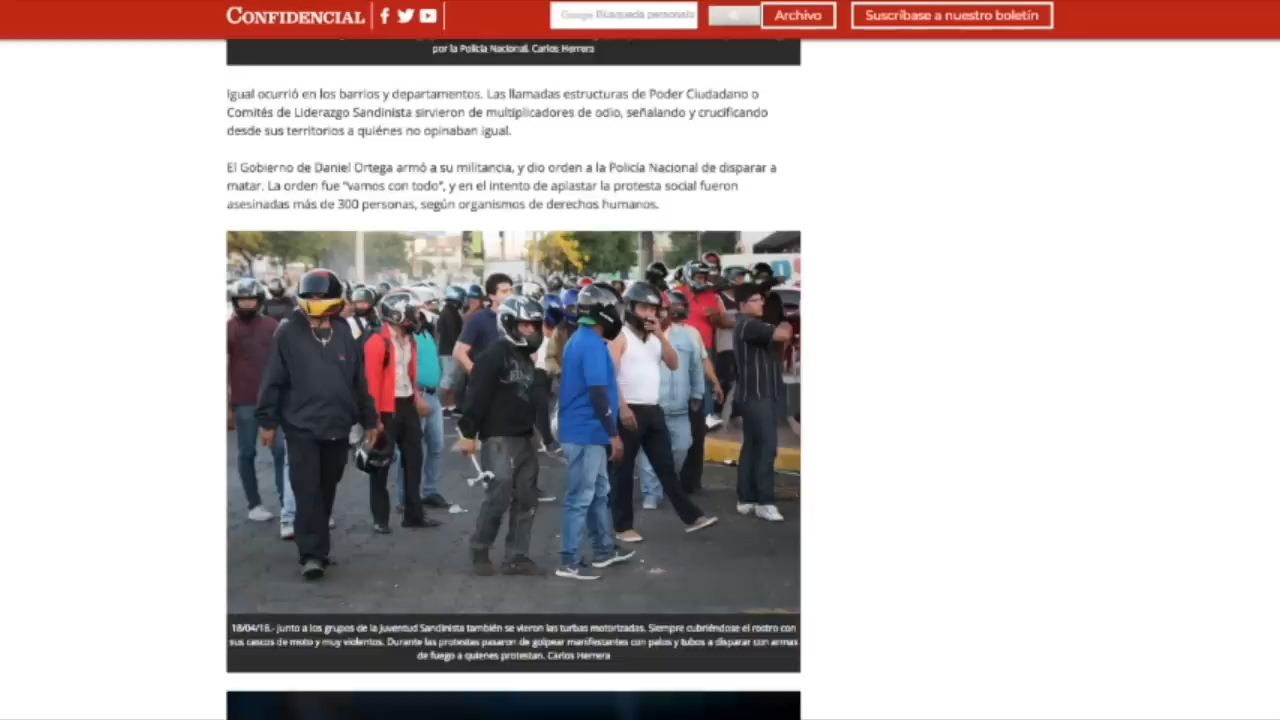 CONFIDENCIAL
Google Búsqueda personaliz
Archivo
Suscríbase a nuestro boletín
por la Policía Nacional. Carlos Herrera
Igual ocurrió en los barrios y departamentos. Las llamadas estructuras de Poder Ciudadano o
Comités de Liderazgo Sandinista sirvieron de multiplicadores de odio, señalando y crucificando
desde sus territorios a quiénes no opinaban igual.
El Gobierno de Daniel Ortega armó a su militancia, y dio orden a la Policía Nacional de disparar a
matar. La orden fue "vamos con todo", y en el intento de aplastar la protesta social fueron
asesinadas más de 300 personas, según organismos de derechos humanos.
18/04/18.- Junto a los grupos de la Juventud Sandinista también se vieron las turbas motorizadas. Siempre cubriéndose el rostro con
sus cascos de moto y muy violentos. Durante las protestas pasaron de golpear manifestantes con palos y tubos a disparar con armas
de fuego a quienes protestan. Carlos Herrera